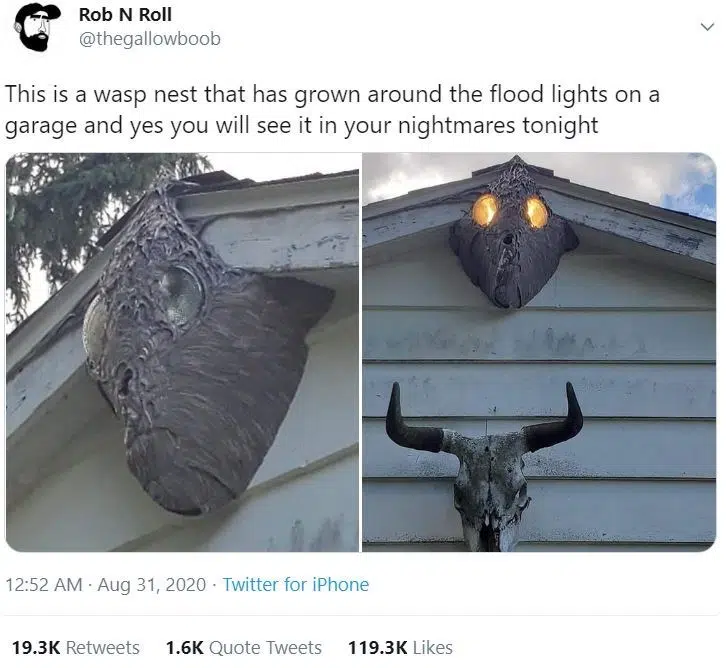 Rob N Roll
@thegallowboob
This is a wasp nest that has grown around the flood lights on a
garage and yes you will see it in your nightmares tonight
12:52 AM · Aug 31, 2020 · Twitter for iPhone
19.3K Retweets 1.6K Quote Tweets 119.3K Likes